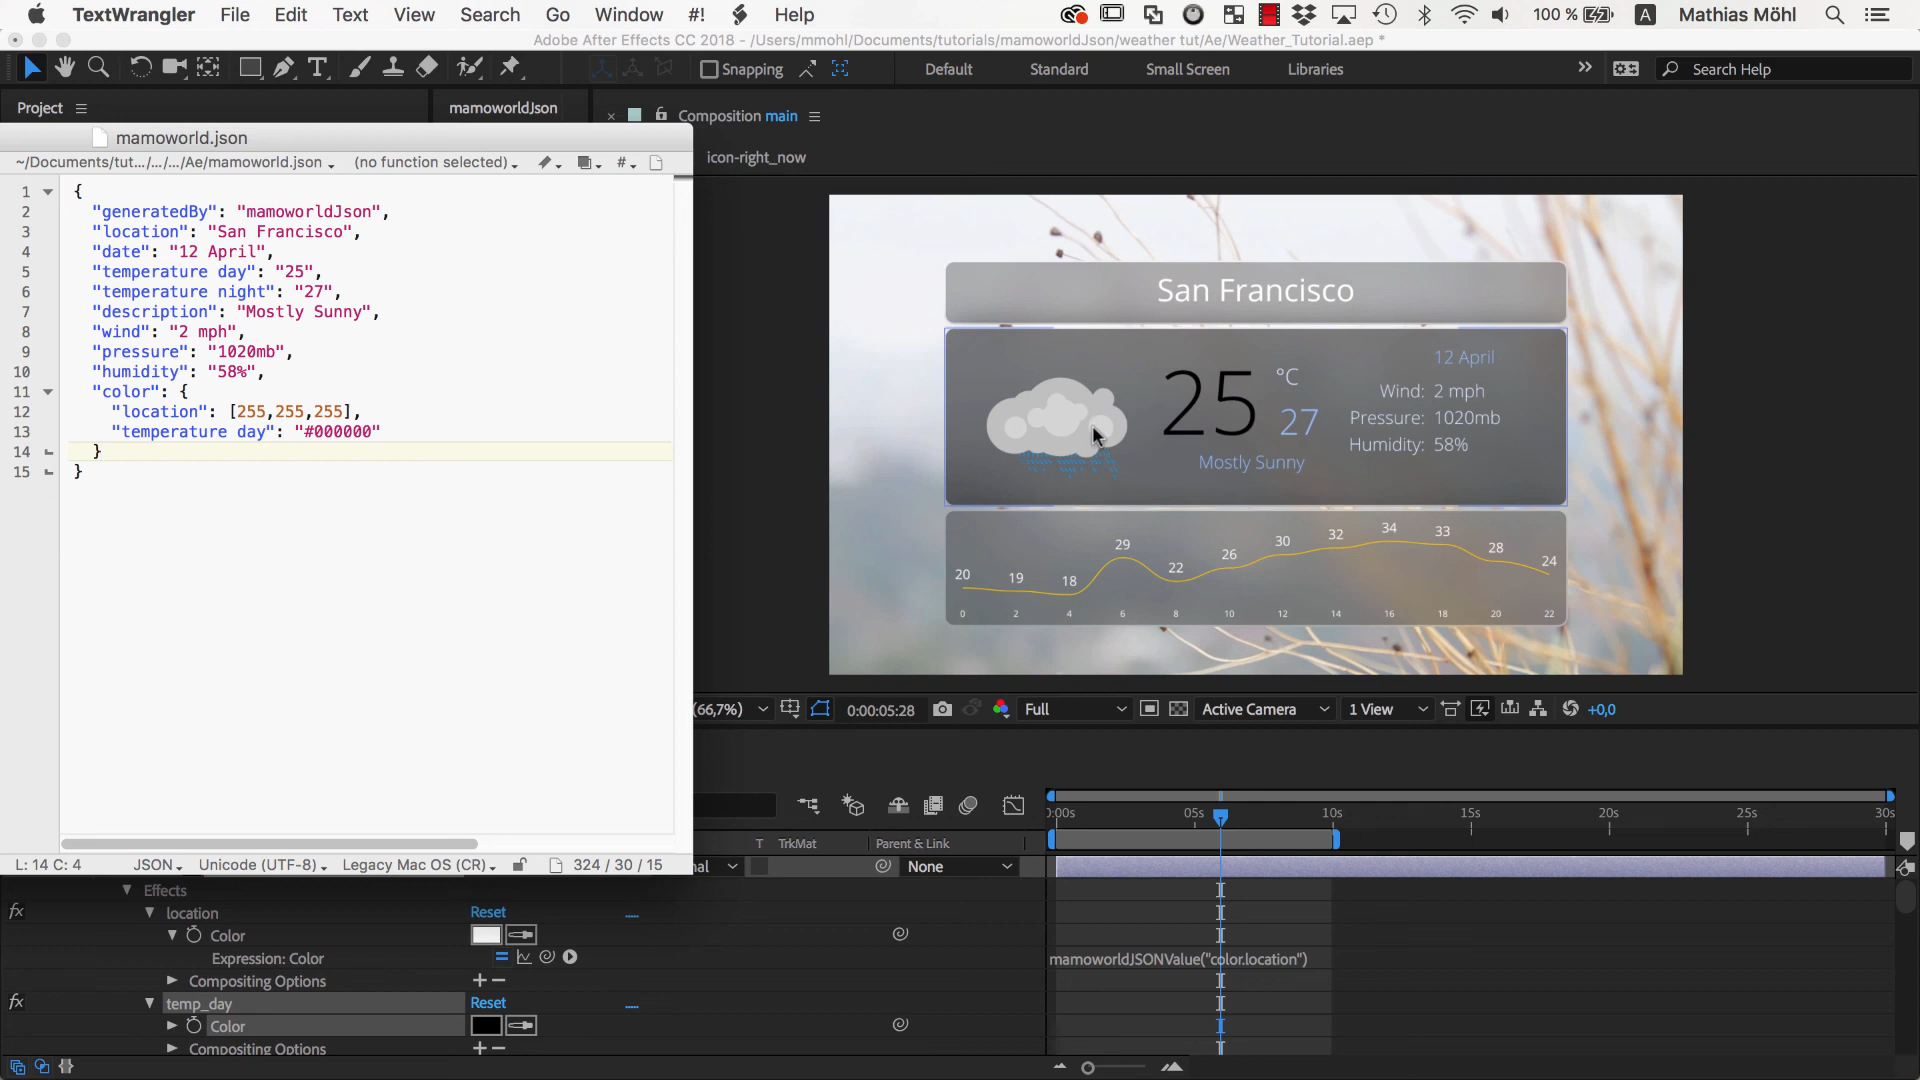 TextWrangler File Edit Text View Search Go Window #! Help 100 % A Mathias Möhl
Adobe After Effects CC 2018 - /Users/mmohl/Documents/tutorials/mamoworldJson/weather tut/Ae/Weather_Tutorial.aep *
Snapping Default Standard Small Screen Libraries Search Help
Project mamoworldJson Composition main
mamoworld.json
~/Documents/tut…/…/…/Ae/mamoworld.json (no function selected) #
icon-right_now
1 {
2 "generatedBy": "mamoworldJson",
3 "location": "San Francisco",
4 "date": "12 April",
5 "temperature day": "25",
6 "temperature night": "27",
7 "description": "Mostly Sunny",
8 "wind": "2 mph",
9 "pressure": "1020mb",
10 "humidity": "58%",
11 "color": {
12 "location": [255,255,255],
13 "temperature day": "#000000"
14 }
15 }
San Francisco
12 April
25 °C
27
Mostly Sunny
Wind: 2 mph
Pressure: 1020mb
Humidity: 58%
20 19 18 29 22 26 30 32 34 33 28 24
0 2 4 6 8 10 12 14 16 18 20 22
(66,7%) 0:00:05:28 Full Active Camera 1 View +0,0
:00s 05s 10s 15s 20s 25s 30s
T TrkMat Parent & Link
L: 14 C: 4 JSON Unicode (UTF-8) Legacy Mac OS (CR) 324 / 30 / 15
None
Effects
fx location Reset
Color
Expression: Color mamoworldJSONValue("color.location")
Compositing Options
fx temp_day Reset
Color
Compositing Options